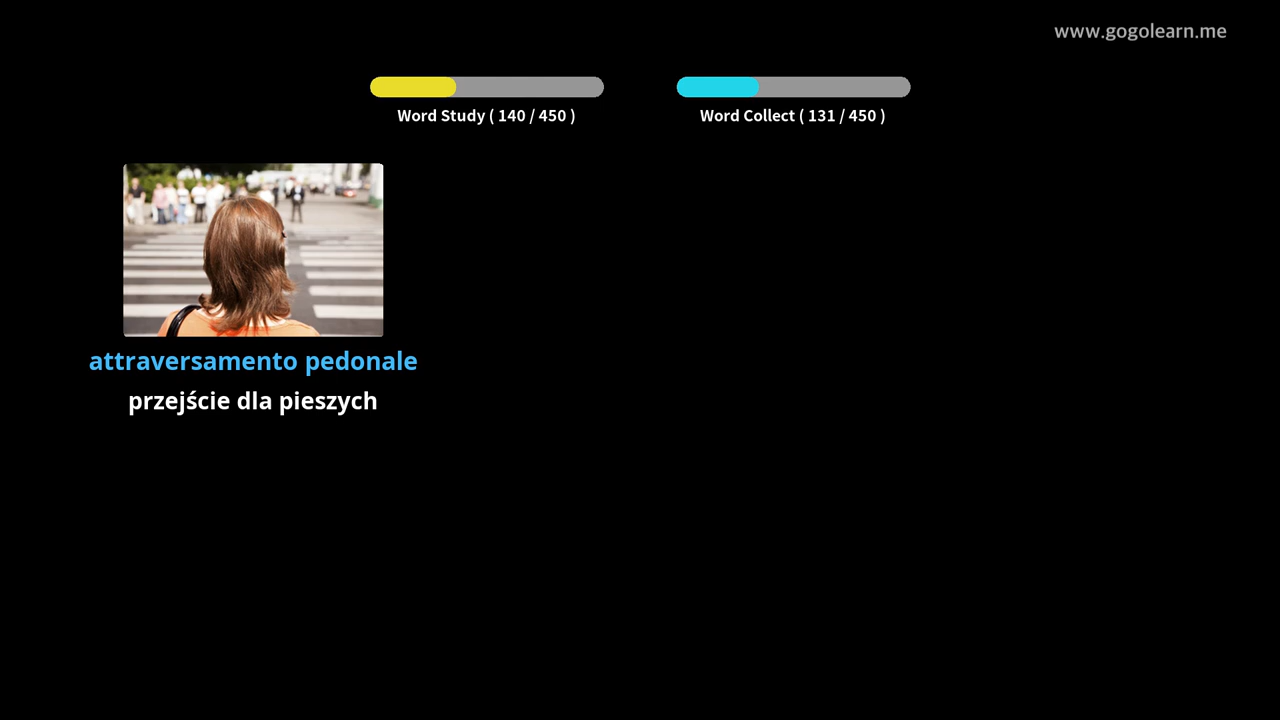 www.gogolearn.me
Word Study ( 140 / 450 )
Word Collect ( 131 / 450 )
attraversamento pedonale
przejście dla pieszych